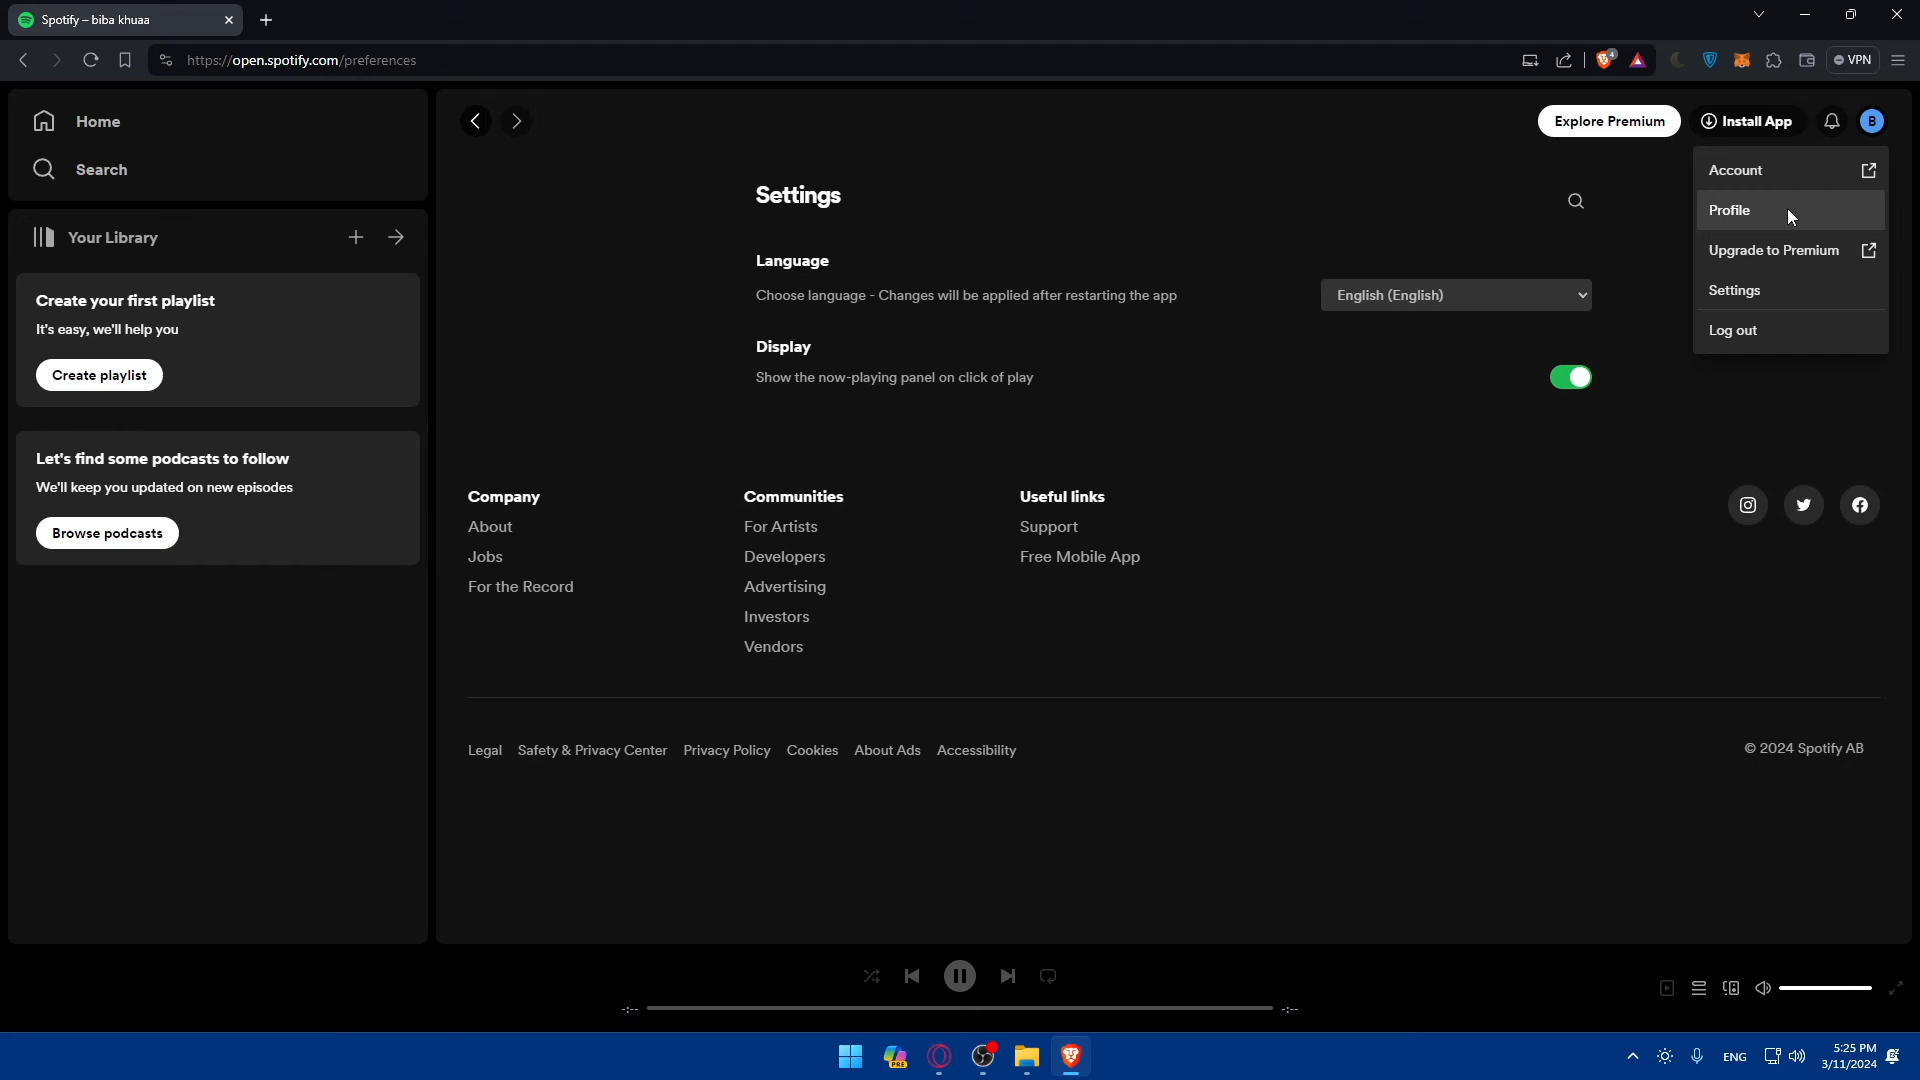 Spotify – biba khuaa
https://open.spotify.com/preferences
4
VPN
Home
Search
Your Library
Create your first playlist
It's easy, we'll help you
Create playlist
Let's find some podcasts to follow
We'll keep you updated on new episodes
Browse podcasts
Explore Premium
Install App
B
Account
Profile
Upgrade to Premium
Settings
Log out
Settings
Language
Choose language - Changes will be applied after restarting the app
English (English)
Display
Show the now-playing panel on click of play
Company
About
Jobs
For the Record
Communities
For Artists
Developers
Advertising
Investors
Vendors
Useful links
Support
Free Mobile App
Legal Safety & Privacy Center Privacy Policy Cookies About Ads Accessibility
© 2024 Spotify AB
-:--
-:--
PRE
ENG
5:25 PM
3/11/2024